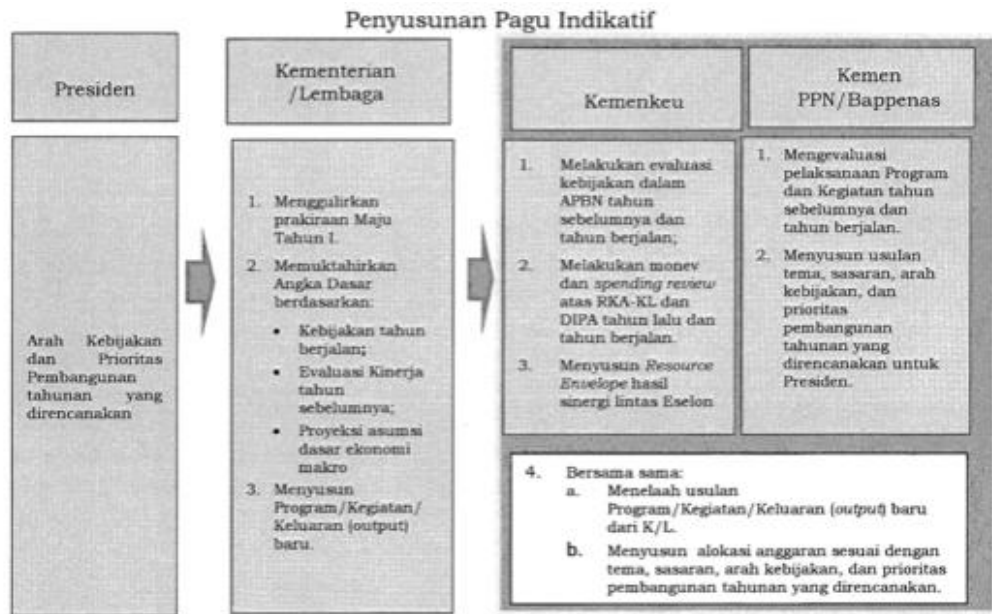 Penyusunan Pagu Indikatif
Presiden
Arah Kebijakan
dan Prioritas
Pembangunan
tahunan yang
direncanakan
Kementerian
/Lembaga
1. Menggulirkan
prakiraan Maju
Tahun I.
2. Memuktahirkan
Angka Dasar
berdasarkan:
• Kebijakan tahun
berjalan;
• Evaluasi Kinerja
tahun
sebelumnya;
• Proyeksi asumsi
dasar ekonomi
makro
3. Menyusun
Program/Kegiatan/
Keluaran (output)
baru.
Kemenkeu
1. Melakukan evaluasi
kebijakan dalam
APBN tahun
sebelumnya dan
tahun berjalan;
2. Melakukan monev
dan spending review
atas RKA-KL dan
DIPA tahun lalu dan
tahun berjalan.
3. Menyusun Resource
Envelope hasil
sinergi lintas Eselon
Kemen
PPN/Bappenas
1. Mengevaluasi
pelaksanaan Program
dan Kegiatan tahun
sebelumnya dan
tahun berjalan.
2. Menyusun usulan
tema, sasaran, arah
kebijakan, dan
prioritas
pembangunan
tahunan yang
direncanakan untuk
Presiden.
4. Bersama sama:
a. Menelaah usulan
Program/Kegiatan/Keluaran (output) baru
dari K/L.
b. Menyusun alokasi anggaran sesuai dengan
tema, sasaran, arah kebijakan, dan prioritas
pembangunan tahunan yang direncanakan.